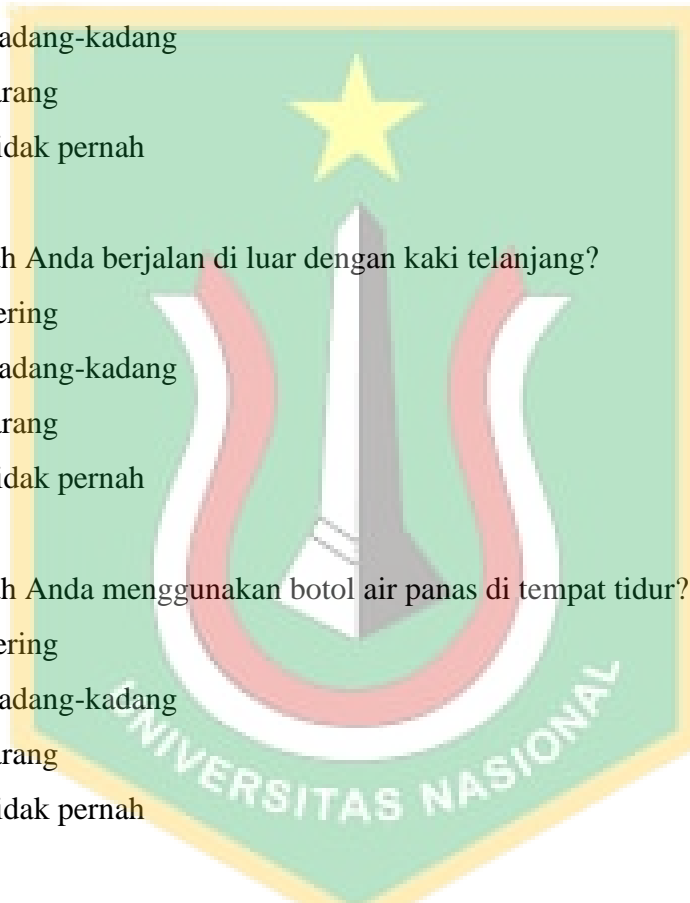 adang-kadang
arang
idak pernah
h Anda berjalan di luar dengan kaki telanjang?
ering
adang-kadang
arang
idak pernah
h Anda menggunakan botol air panas di tempat tidur?
ering
adang-kadang
arang
idak pernah
UNIVERSITAS NASIONAL